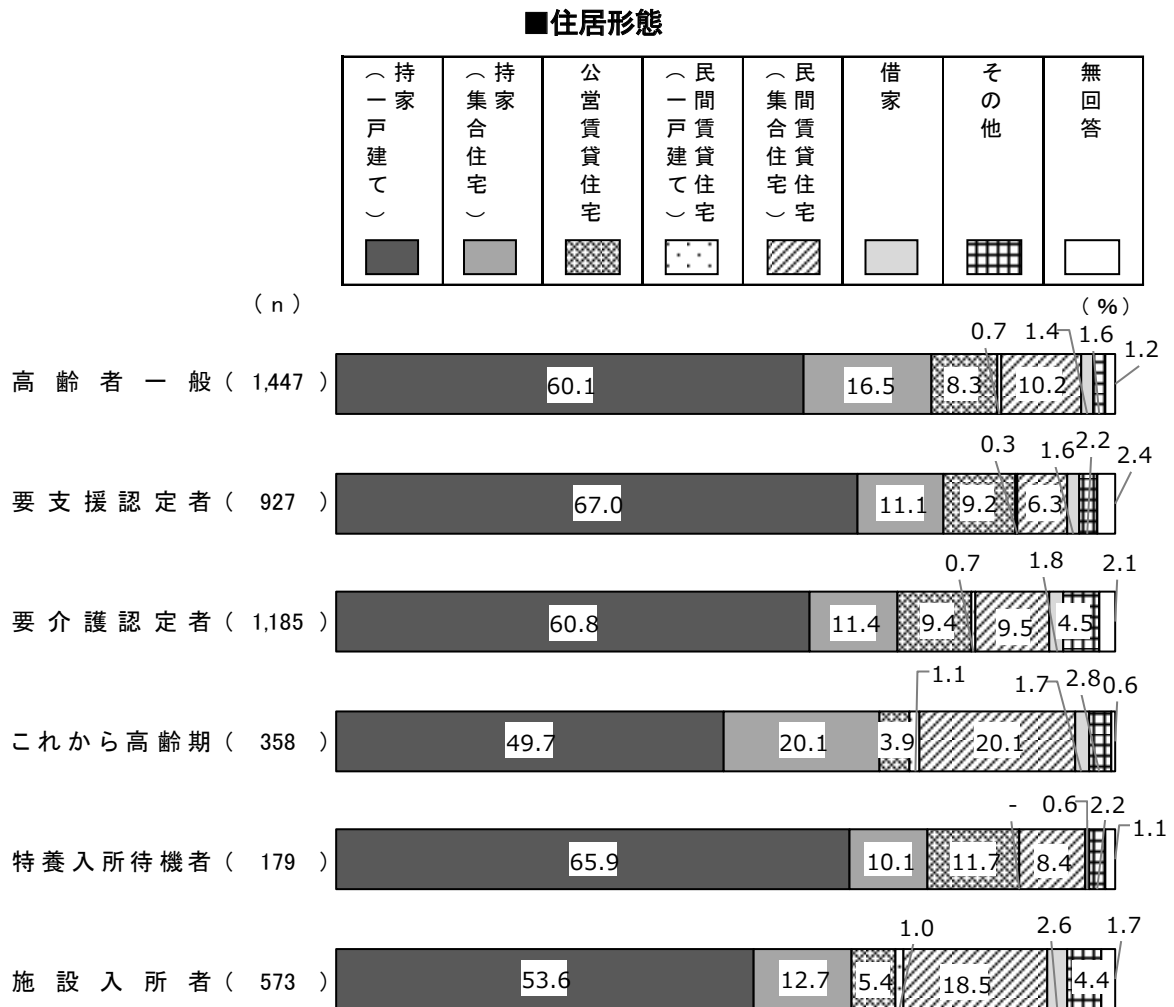 ■住居形態
持家（一戸建て）
持家（集合住宅）
公営賃貸住宅
民間賃貸住宅（一戸建て）
民間賃貸住宅（集合住宅）
借家
その他
無回答
（ｎ） （％）
高齢者一般（ 1,447 ） 60.1 16.5 8.3 0.7 10.2 1.4 1.6 1.2
要支援認定者（ 927 ） 67.0 11.1 9.2 0.3 6.3 1.6 2.2 2.4
要介護認定者（ 1,185 ） 60.8 11.4 9.4 0.7 9.5 1.8 4.5 2.1
これから高齢期（ 358 ） 49.7 20.1 3.9 1.1 20.1 1.7 2.8 0.6
特養入所待機者（ 179 ） 65.9 10.1 11.7 - 8.4 0.6 2.2 1.1
施設入所者（ 573 ） 53.6 12.7 5.4 1.0 18.5 2.6 4.4 1.7